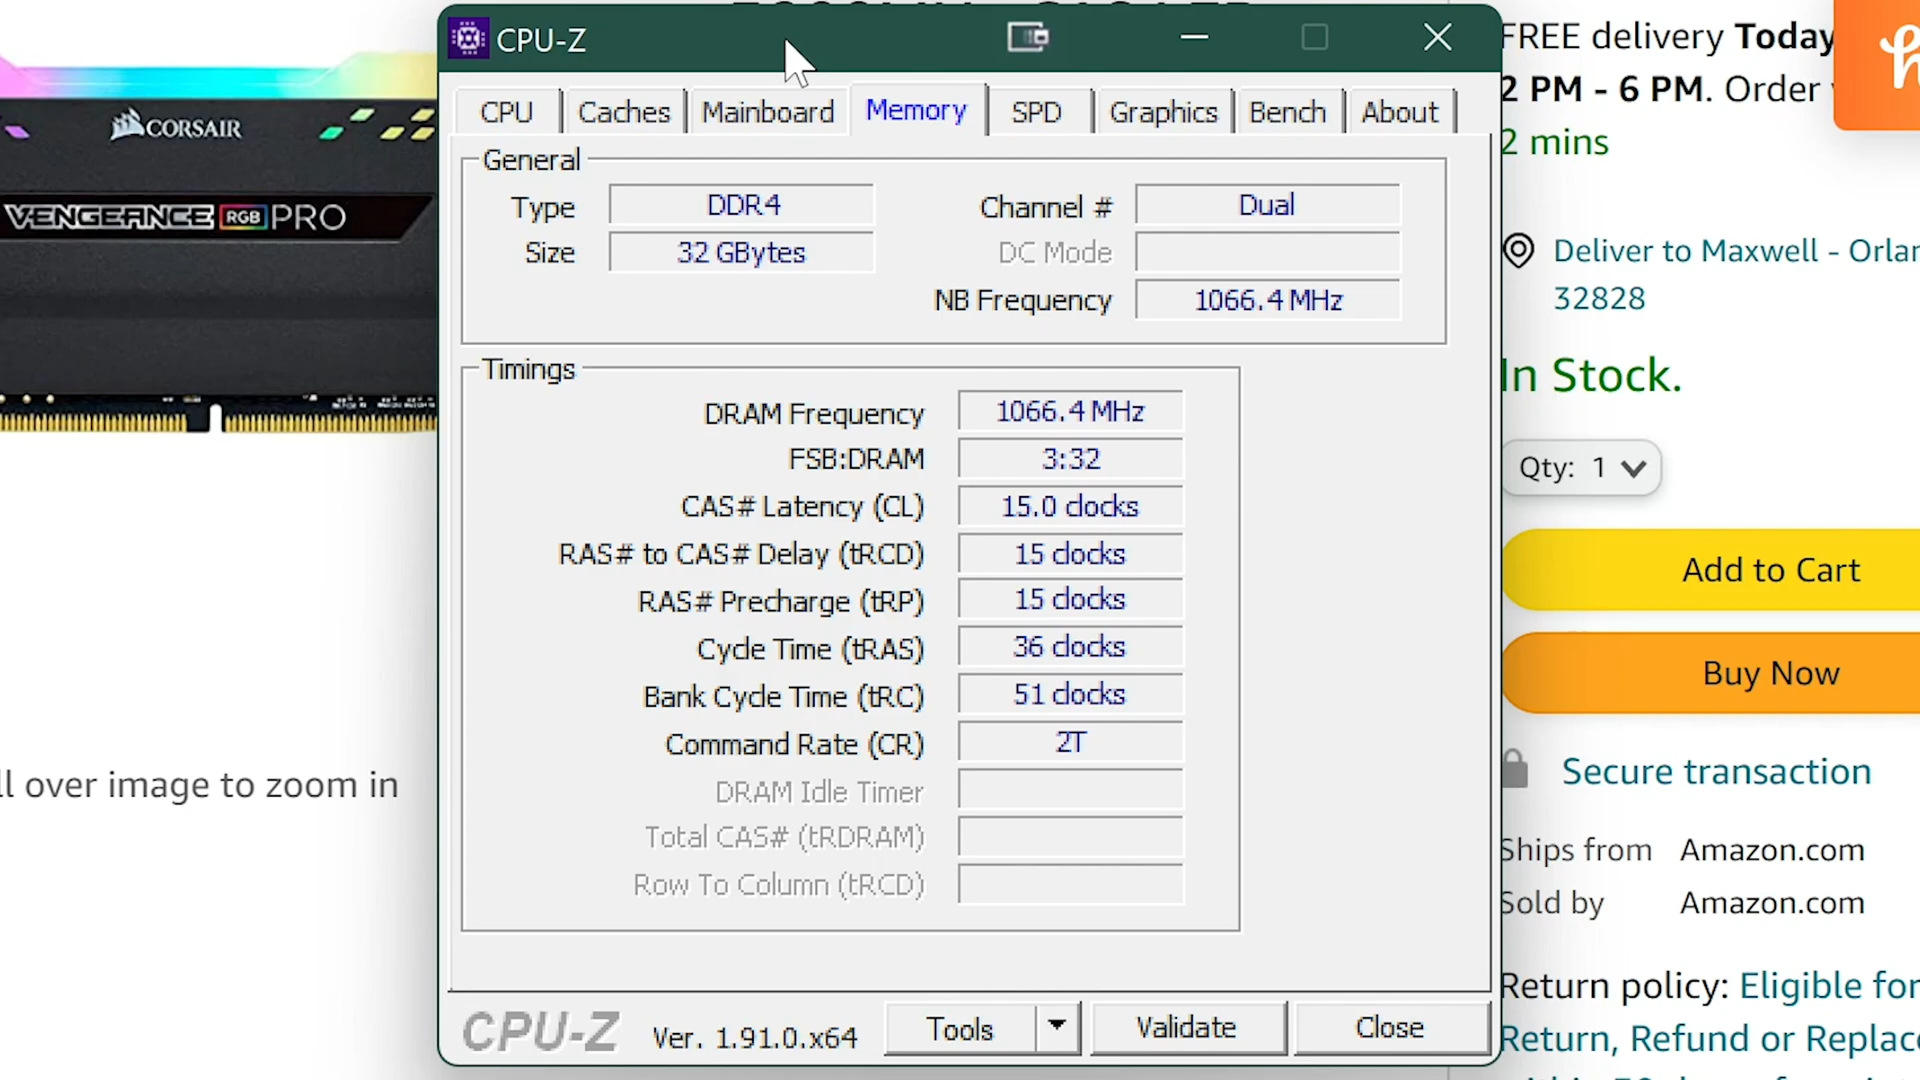 CPU-Z
CPU
Caches
Mainboard
Memory
SPD
Graphics
Bench
About
General
Type DDR4
Channel # Dual
Size 32 GBytes
DC Mode
NB Frequency 1066.4 MHz
Timings
DRAM Frequency 1066.4 MHz
FSB:DRAM 3:32
CAS# Latency (CL) 15.0 clocks
RAS# to CAS# Delay (tRCD) 15 clocks
RAS# Precharge (tRP) 15 clocks
Cycle Time (tRAS) 36 clocks
Bank Cycle Time (tRC) 51 clocks
Command Rate (CR) 2T
DRAM Idle Timer
Total CAS# (tRDRAM)
Row To Column (tRCD)
CPU-Z Ver. 1.91.0.x64
Tools
Validate
Close
CORSAIR
VENGEANCE RGB PRO
ll over image to zoom in
FREE delivery Today
2 PM - 6 PM. Order
2 mins
Deliver to Maxwell - Orlan
32828
In Stock.
Qty: 1
Add to Cart
Buy Now
Secure transaction
Ships from Amazon.com
Sold by Amazon.com
Return policy: Eligible for
Return, Refund or Replace